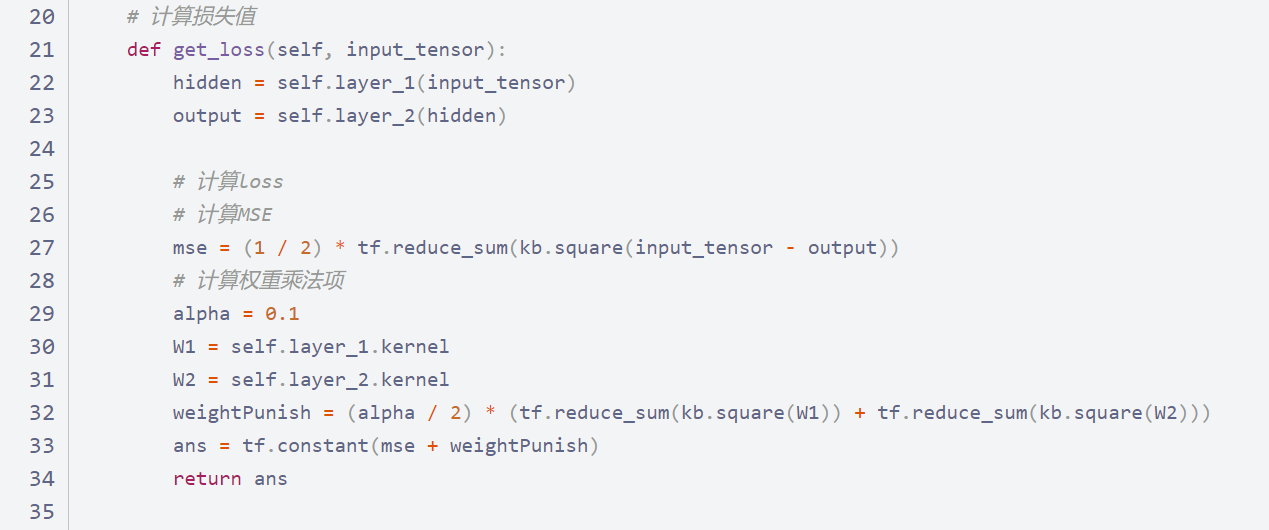 20 # 计算损失值
21 def get_loss(self, input_tensor):
22 hidden = self.layer_1(input_tensor)
23 output = self.layer_2(hidden)
24
25 # 计算loss
26 # 计算MSE
27 mse = (1 / 2) * tf.reduce_sum(kb.square(input_tensor - output))
28 # 计算权重乘法项
29 alpha = 0.1
30 W1 = self.layer_1.kernel
31 W2 = self.layer_2.kernel
32 weightPunish = (alpha / 2) * (tf.reduce_sum(kb.square(W1)) + tf.reduce_sum(kb.square(W2)))
33 ans = tf.constant(mse + weightPunish)
34 return ans
35